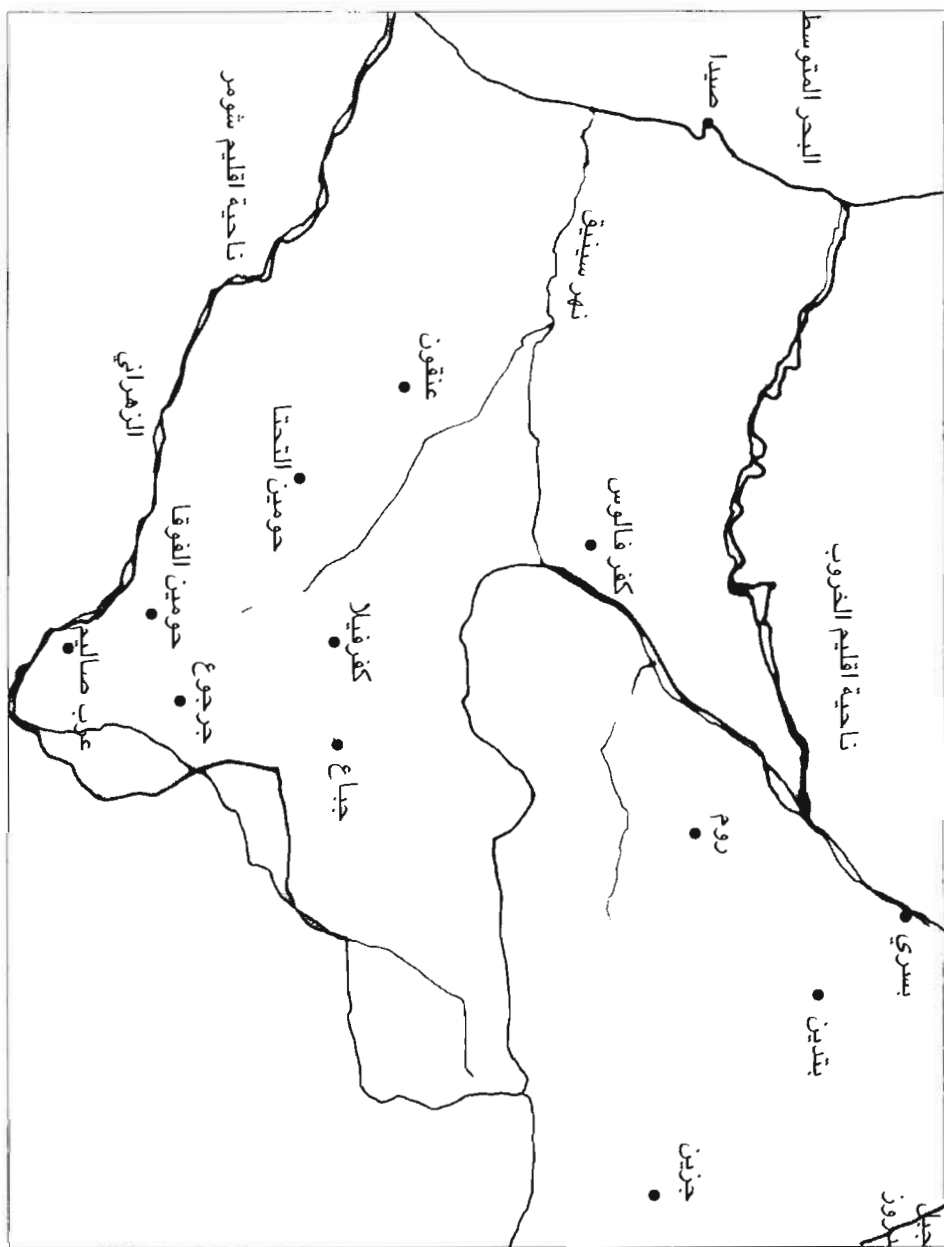 جبل
بسري
ناحية اقليم الخروب
بتدين
البحر المتوسط
روم
صيدا
جزين
كفر فالوس
نهر سينيق
عنقون
كفرفيلا
جباع
حومين التحتا
ناحية اقليم شومر
جرجوع
حومين الفوقا
الزهراني
عرب صاليم